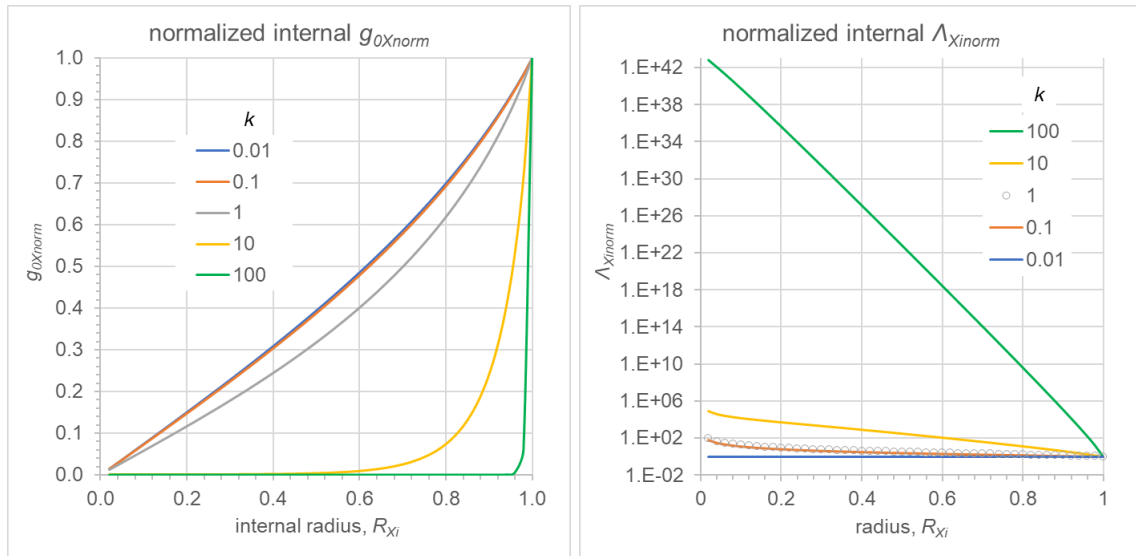 normalized internal g0Xnorm
1.0
0.9
0.8
0.7
0.6
0.5
0.4
0.3
0.2
0.1
0.0
g0Xnorm
k
0.01
0.1
1
10
100
0.0 0.2 0.4 0.6 0.8 1.0
internal radius, RXi
normalized internal ΛXinorm
1.E+42
1.E+38
1.E+34
1.E+30
1.E+26
1.E+22
1.E+18
1.E+14
1.E+10
1.E+06
1.E+02
1.E-02
ΛXinorm
k
100
10
1
0.1
0.01
0 0.2 0.4 0.6 0.8 1
radius, RXi